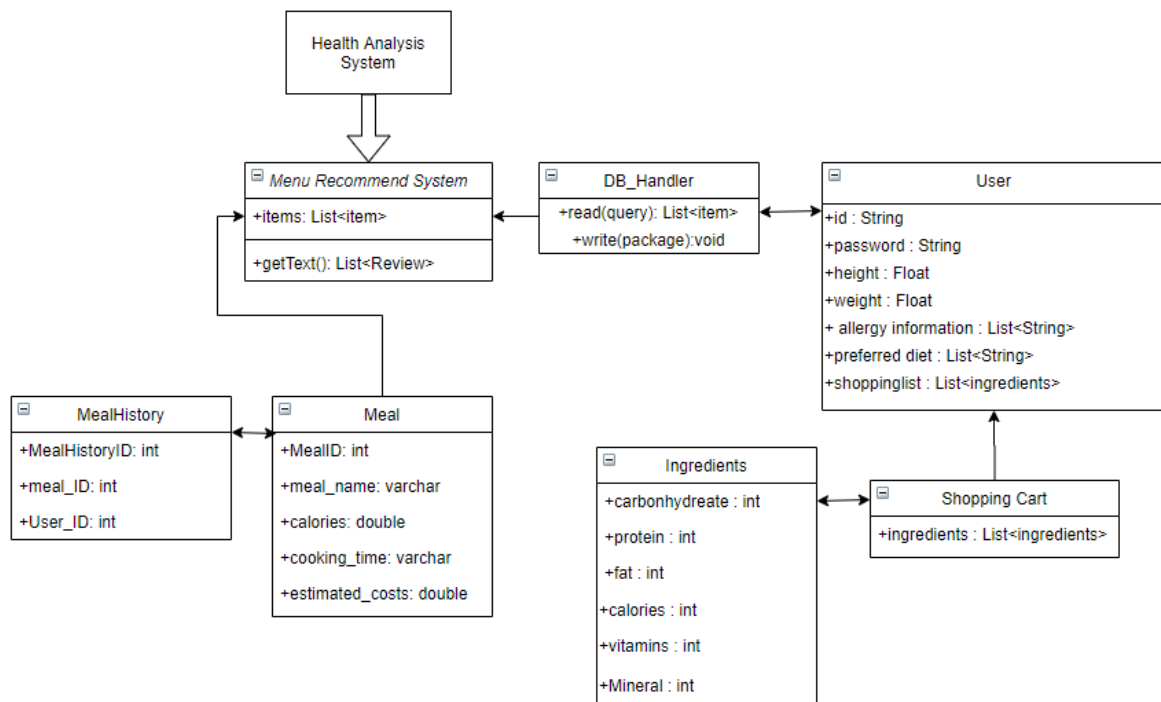 Health Analysis
System
Menu Recommend System
+items: List<item>
+getText(): List<Review>
DB_Handler
+read(query): List<item>
+write(package):void
User
+id : String
+password : String
+height : Float
+weight : Float
+ allergy information : List<String>
+preferred diet : List<String>
+shoppinglist : List<ingredients>
MealHistory
+MealHistoryID: int
+meal_ID: int
+User_ID: int
Meal
+MealID: int
+meal_name: varchar
+calories: double
+cooking_time: varchar
+estimated_costs: double
Ingredients
+carbonhydreate : int
+protein : int
+fat : int
+calories : int
+vitamins : int
+Mineral : int
Shopping Cart
+ingredients : List<ingredients>